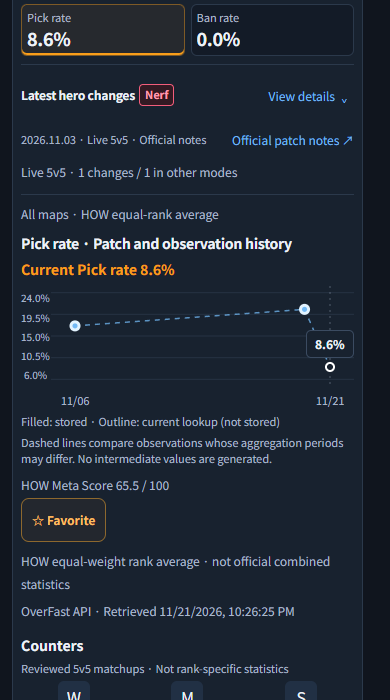 Pick rate
8.6%
Ban rate
0.0%
Latest hero changes Nerf View details ⌄
2026.11.03 · Live 5v5 · Official notes Official patch notes ↗
Live 5v5 · 1 changes / 1 in other modes
All maps · HOW equal-rank average
Pick rate · Patch and observation history
Current Pick rate 8.6%
24.0%
19.5%
15.0%
10.5%
6.0%
8.6%
11/06 11/21
Filled: stored · Outline: current lookup (not stored)
Dashed lines compare observations whose aggregation periods
may differ. No intermediate values are generated.
HOW Meta Score 65.5 / 100
☆ Favorite
HOW equal-weight rank average · not official combined
statistics
OverFast API · Retrieved 11/21/2026, 10:26:25 PM
Counters
Reviewed 5v5 matchups · Not rank-specific statistics
W M S